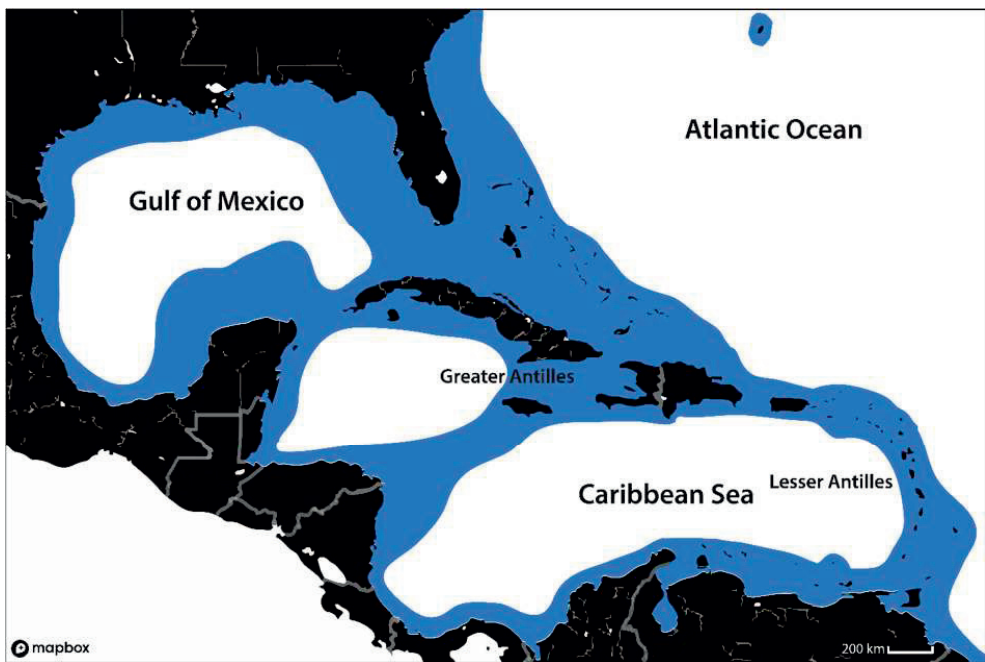 Atlantic Ocean
Gulf of Mexico
Greater Antilles
Caribbean Sea
Lesser Antilles
mapbox
200 km